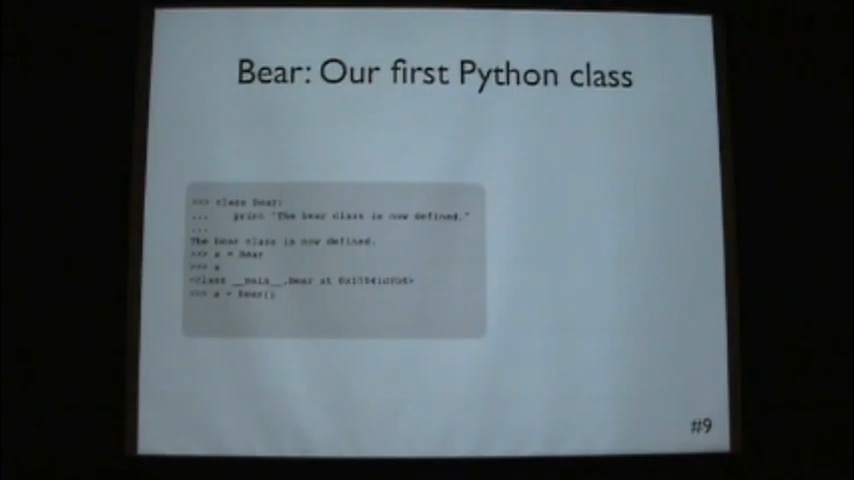 Bear: Our first Python class
>>> class Bear:
...     print "The bear class is now defined."
...
The bear class is now defined.
>>> a = Bear
>>> a
<class __main__.Bear at
>>> a = Bear()
#9